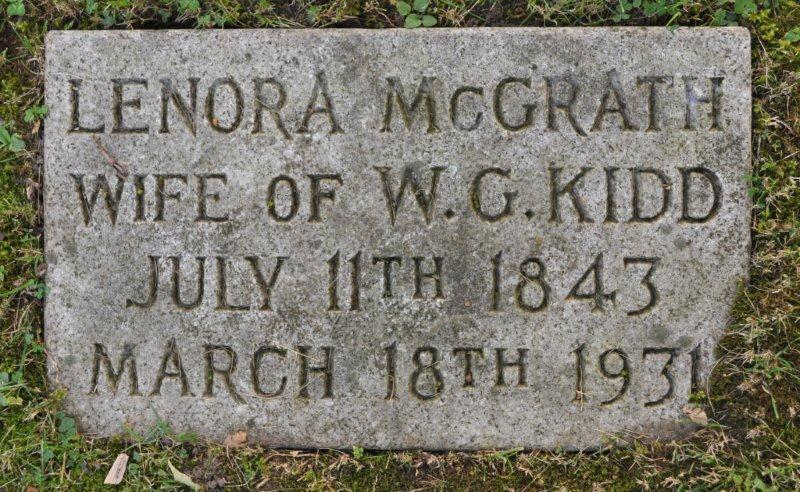 LENORA McGRATH
WIFE OF W.G.KIDD
JULY 11TH 1843
MARCH 18TH 1931